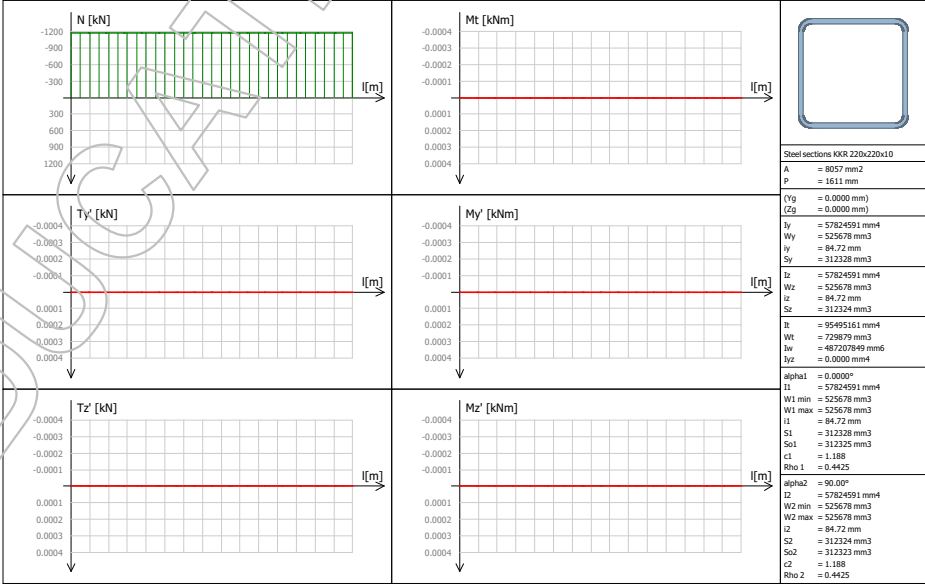 N [kN]
-1200
-900
-600
-300
l[m]
300
600
900
1200
Mt [kNm]
-0.0004
-0.0003
-0.0002
-0.0001
l[m]
0.0001
0.0002
0.0003
0.0004
Ty' [kN]
-0.0004
-0.0003
-0.0002
-0.0001
l[m]
0.0001
0.0002
0.0003
0.0004
My' [kNm]
-0.0004
-0.0003
-0.0002
-0.0001
l[m]
0.0001
0.0002
0.0003
0.0004
Tz' [kN]
-0.0004
-0.0003
-0.0002
-0.0001
l[m]
0.0001
0.0002
0.0003
0.0004
Mz' [kNm]
-0.0004
-0.0003
-0.0002
-0.0001
l[m]
0.0001
0.0002
0.0003
0.0004
Steel sections KKR 220x220x10
A = 8057 mm2
P = 1611 mm
(Yg = 0.0000 mm)
(Zg = 0.0000 mm)
Iy = 57824591 mm4
Wy = 525678 mm3
iy = 84.72 mm
Sy = 312328 mm3
Iz = 57824591 mm4
Wz = 525678 mm3
iz = 84.72 mm
Sz = 312324 mm3
It = 95495161 mm4
Wt = 729879 mm3
Iw = 487207849 mm6
Iyz = 0.0000 mm4
alpha1 = 0.0000°
I1 = 57824591 mm4
W1 min = 525678 mm3
W1 max = 525678 mm3
i1 = 84.72 mm
S1 = 312328 mm3
So1 = 312325 mm3
c1 = 1.188
Rho 1 = 0.4425
alpha2 = 90.00°
I2 = 57824591 mm4
W2 min = 525678 mm3
W2 max = 525678 mm3
i2 = 84.72 mm
S2 = 312324 mm3
So2 = 312323 mm3
c2 = 1.188
Rho 2 = 0.4425